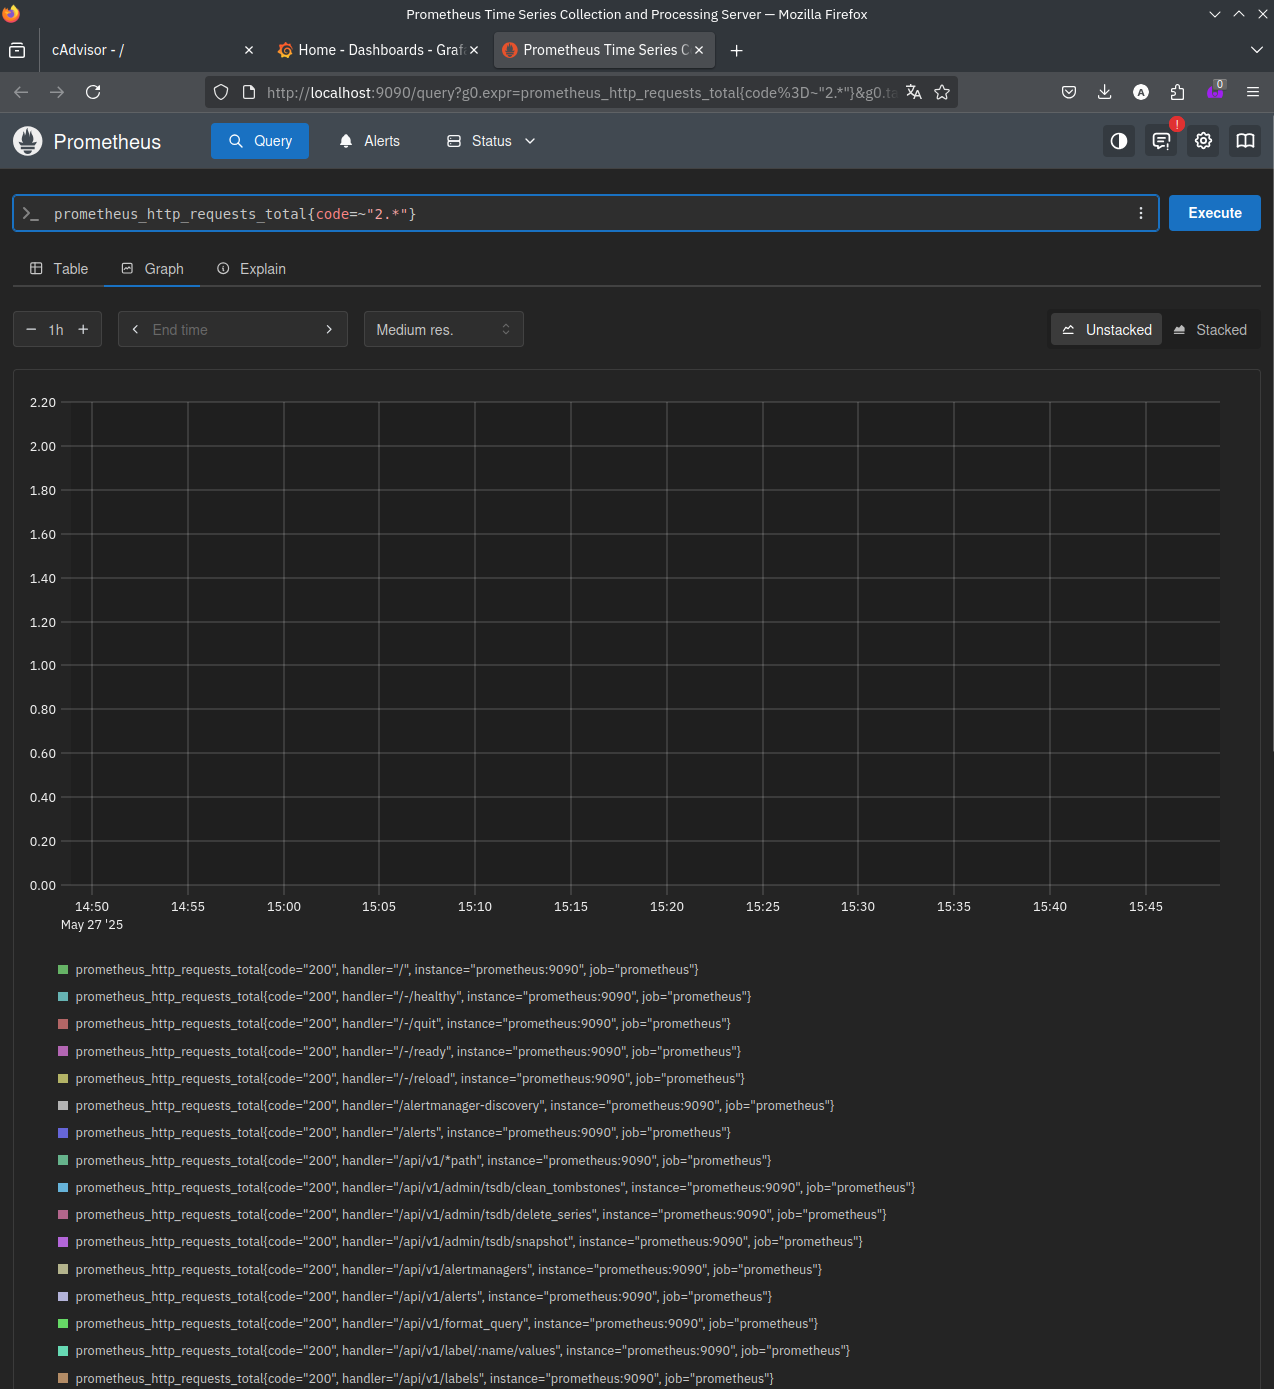 Prometheus Time Series Collection and Processing Server — Mozilla Firefox
cAdvisor - /
Home - Dashboards - Graf
Prometheus Time Series C
http://localhost:9090/query?g0.expr=prometheus_http_requests_total{code%3D~"2.*"}&g0.ta
A
0
Prometheus
Query
Alerts
Status
!
>_ prometheus_http_requests_total{code=~"2.*"}
Execute
Table
Graph
Explain
− 1h +
End time
Medium res.
Unstacked
Stacked
2.20
2.00
1.80
1.60
1.40
1.20
1.00
0.80
0.60
0.40
0.20
0.00
14:50 14:55 15:00 15:05 15:10 15:15 15:20 15:25 15:30 15:35 15:40 15:45
May 27 '25
prometheus_http_requests_total{code="200", handler="/", instance="prometheus:9090", job="prometheus"}
prometheus_http_requests_total{code="200", handler="/-/healthy", instance="prometheus:9090", job="prometheus"}
prometheus_http_requests_total{code="200", handler="/-/quit", instance="prometheus:9090", job="prometheus"}
prometheus_http_requests_total{code="200", handler="/-/ready", instance="prometheus:9090", job="prometheus"}
prometheus_http_requests_total{code="200", handler="/-/reload", instance="prometheus:9090", job="prometheus"}
prometheus_http_requests_total{code="200", handler="/alertmanager-discovery", instance="prometheus:9090", job="prometheus"}
prometheus_http_requests_total{code="200", handler="/alerts", instance="prometheus:9090", job="prometheus"}
prometheus_http_requests_total{code="200", handler="/api/v1/*path", instance="prometheus:9090", job="prometheus"}
prometheus_http_requests_total{code="200", handler="/api/v1/admin/tsdb/clean_tombstones", instance="prometheus:9090", job="prometheus"}
prometheus_http_requests_total{code="200", handler="/api/v1/admin/tsdb/delete_series", instance="prometheus:9090", job="prometheus"}
prometheus_http_requests_total{code="200", handler="/api/v1/admin/tsdb/snapshot", instance="prometheus:9090", job="prometheus"}
prometheus_http_requests_total{code="200", handler="/api/v1/alertmanagers", instance="prometheus:9090", job="prometheus"}
prometheus_http_requests_total{code="200", handler="/api/v1/alerts", instance="prometheus:9090", job="prometheus"}
prometheus_http_requests_total{code="200", handler="/api/v1/format_query", instance="prometheus:9090", job="prometheus"}
prometheus_http_requests_total{code="200", handler="/api/v1/label/:name/values", instance="prometheus:9090", job="prometheus"}
prometheus_http_requests_total{code="200", handler="/api/v1/labels", instance="prometheus:9090", job="prometheus"}